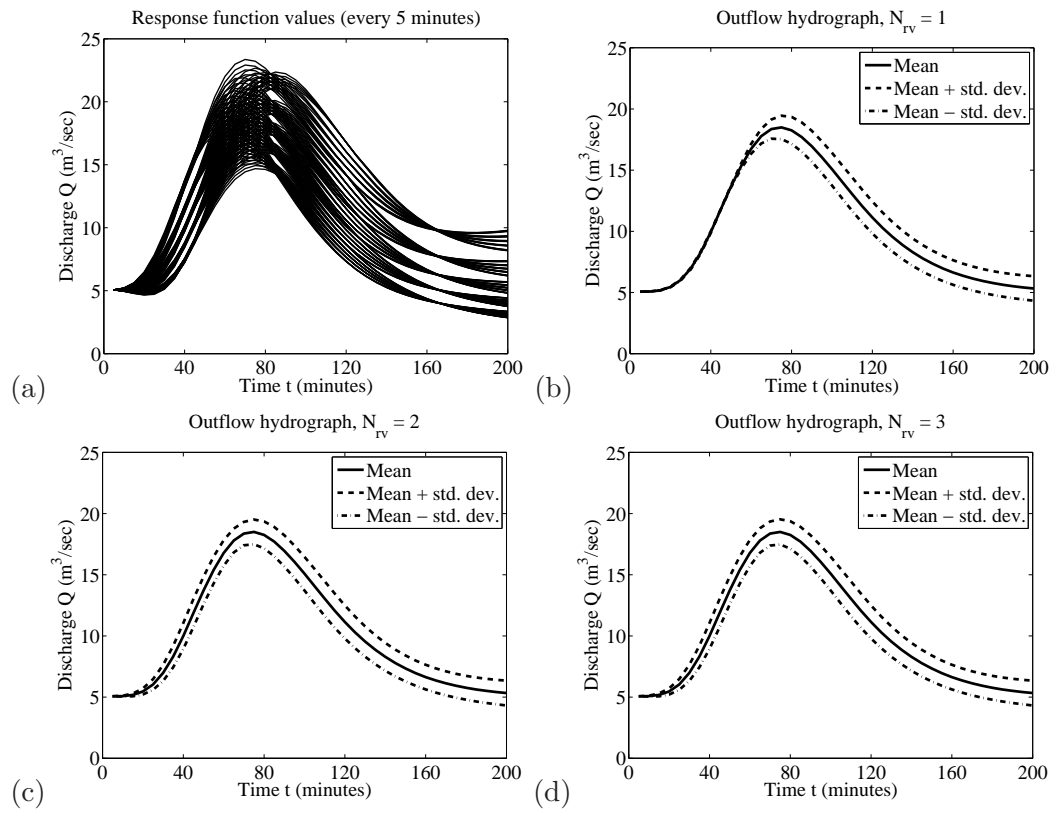 Response function values (every 5 minutes)
25
20
15
10
5
0
Discharge Q (m³/sec)
0 40 80 120 160 200
Time t (minutes)
(a)
Outflow hydrograph, N_rv = 1
Mean
Mean + std. dev.
Mean – std. dev.
25
20
15
10
5
0
Discharge Q (m³/sec)
0 40 80 120 160 200
Time t (minutes)
(b)
Outflow hydrograph, N_rv = 2
Mean
Mean + std. dev.
Mean – std. dev.
25
20
15
10
5
0
Discharge Q (m³/sec)
0 40 80 120 160 200
Time t (minutes)
(c)
Outflow hydrograph, N_rv = 3
Mean
Mean + std. dev.
Mean – std. dev.
25
20
15
10
5
0
Discharge Q (m³/sec)
0 40 80 120 160 200
Time t (minutes)
(d)